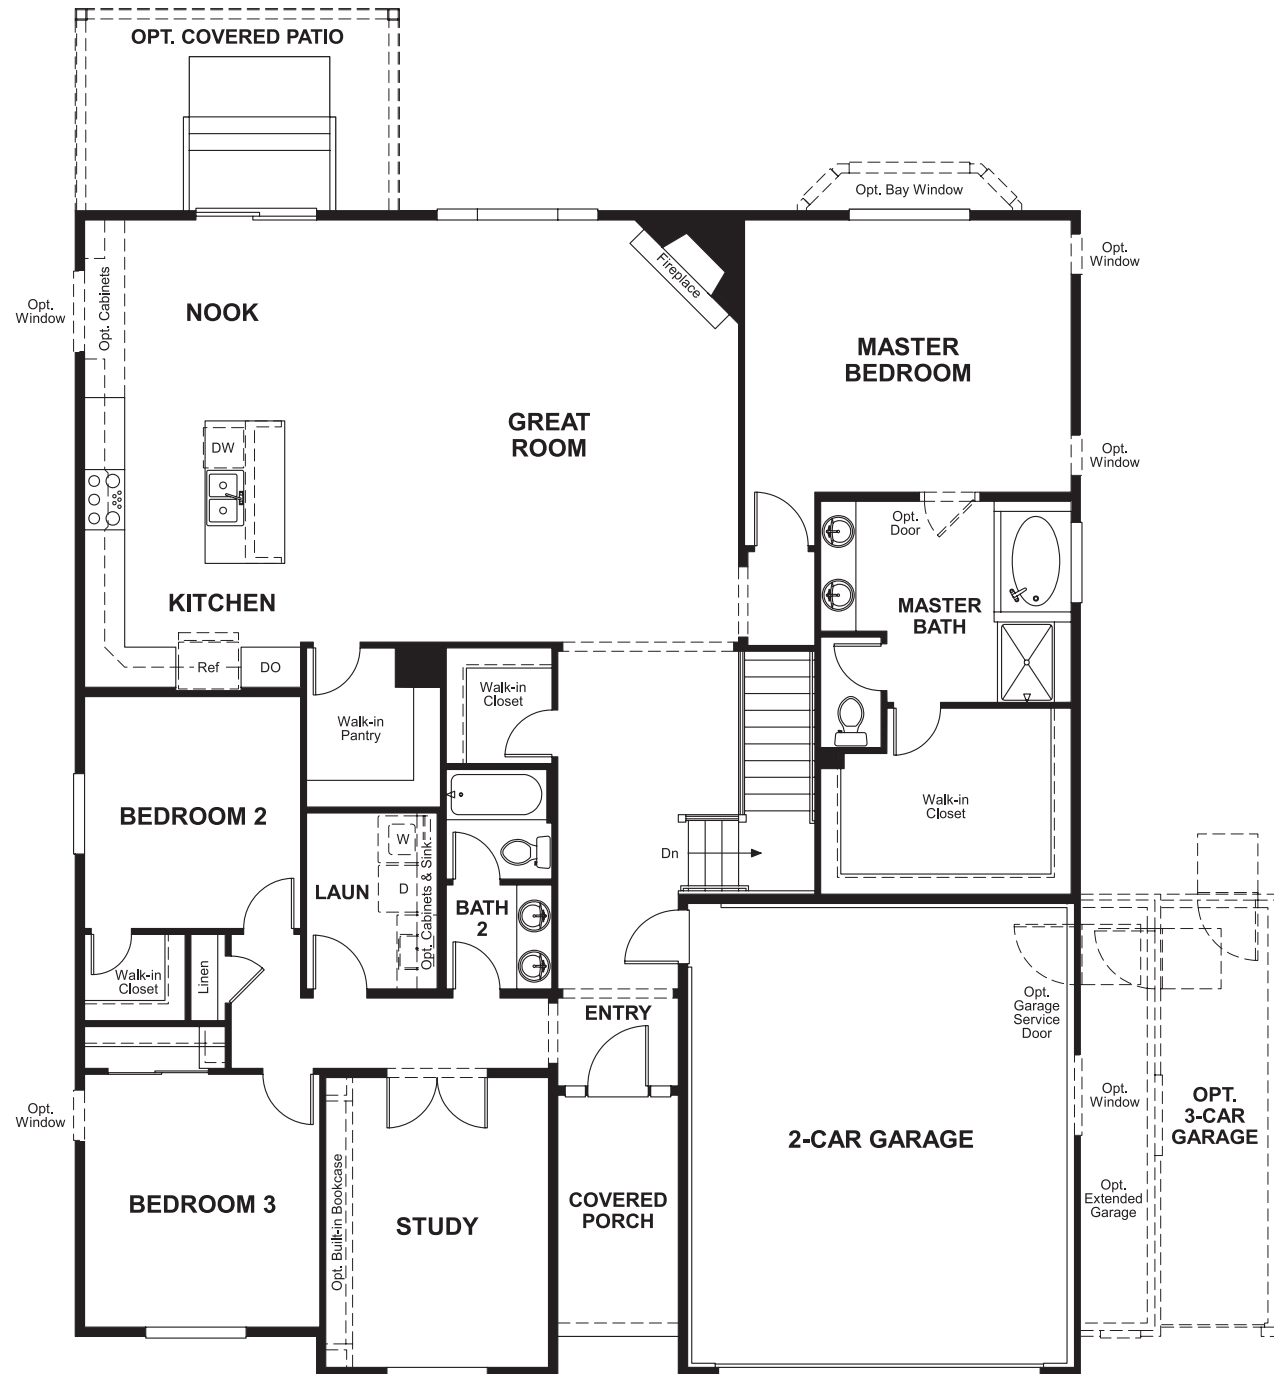 OPT. COVERED PATIO
Opt. Bay Window
Opt.
Window
Fireplace
Opt. Cabinets
Opt.
Window
NOOK
MASTER
BEDROOM
GREAT
ROOM
DW
Opt.
Window
Opt.
Door
KITCHEN
MASTER
BATH
Ref
DO
Walk-in
Closet
Walk-in
Pantry
BEDROOM 2
Walk-in
Closet
W
Dn
LAUN
D
Opt. Cabinets & Sink
BATH
2
Walk-in
Closet
Linen
ENTRY
Opt.
Garage
Service
Door
Opt.
Window
Opt.
Window
OPT.
3-CAR
GARAGE
2-CAR GARAGE
BEDROOM 3
Opt. Built-in Bookcase
STUDY
COVERED
PORCH
Opt.
Extended
Garage